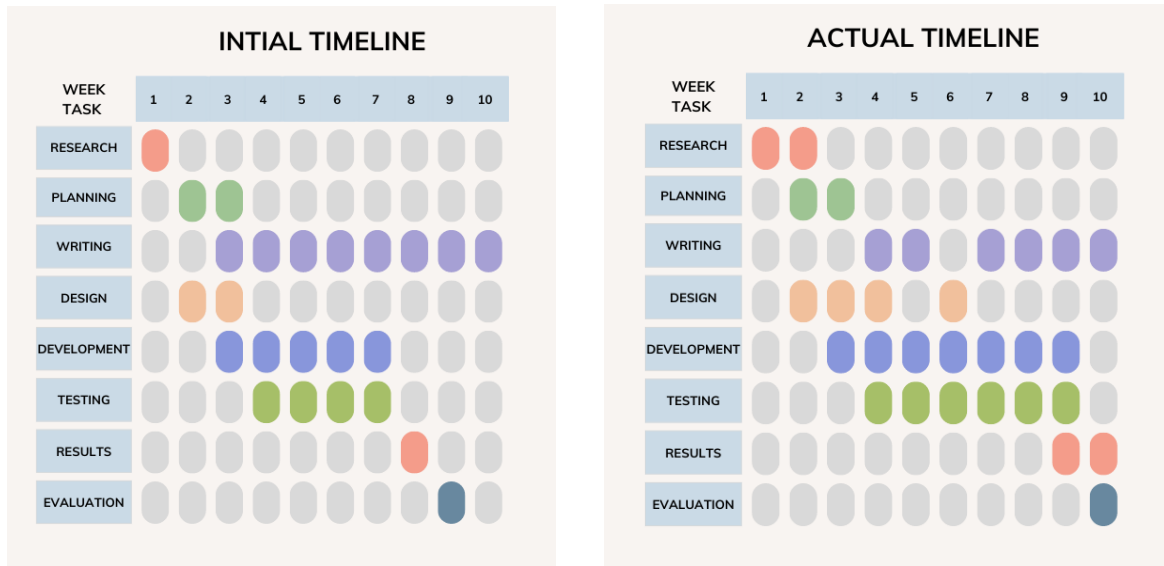 INTIAL TIMELINE
WEEK
TASK
1 2 3 4 5 6 7 8 9 10
RESEARCH
PLANNING
WRITING
DESIGN
DEVELOPMENT
TESTING
RESULTS
EVALUATION
ACTUAL TIMELINE
WEEK
TASK
1 2 3 4 5 6 7 8 9 10
RESEARCH
PLANNING
WRITING
DESIGN
DEVELOPMENT
TESTING
RESULTS
EVALUATION